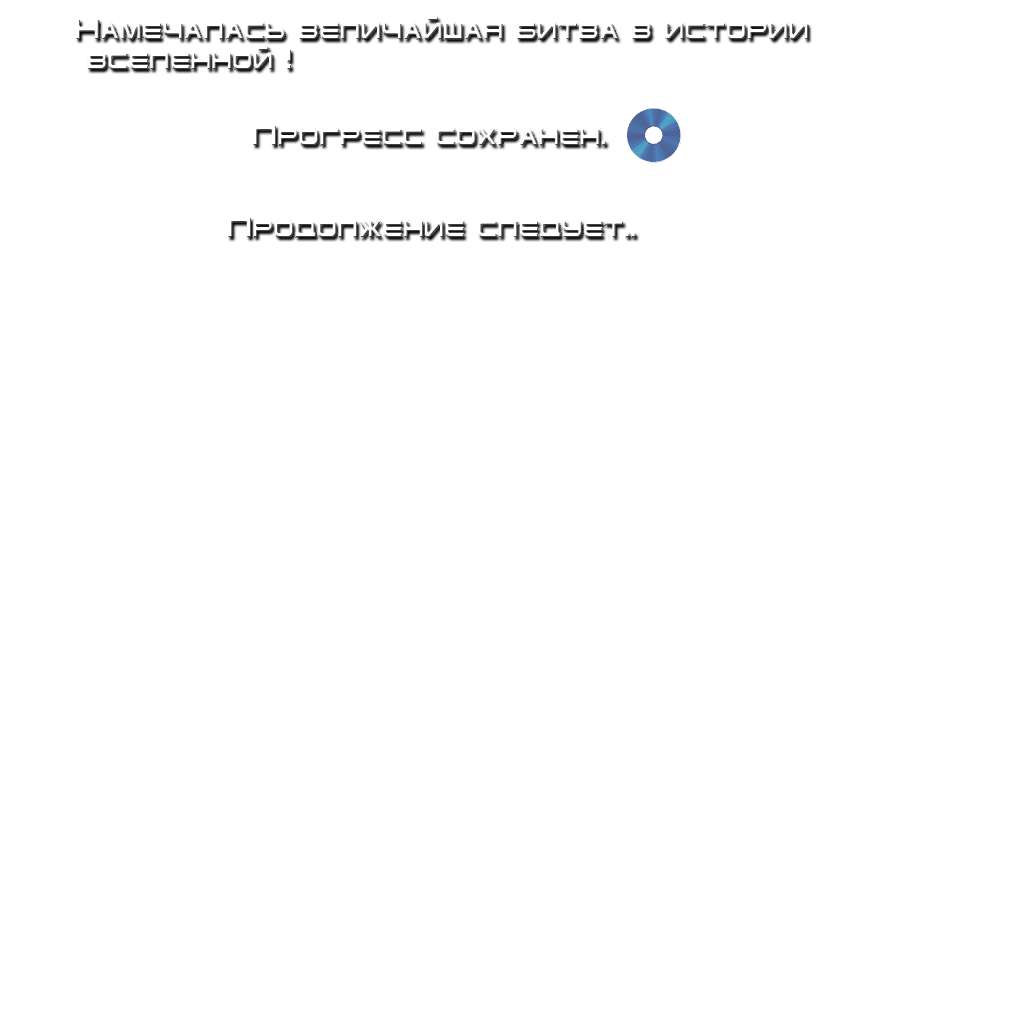 Намечалась величайшая битва в истории
вселенной !
Прогресс сохранен.
Продолжение следует..